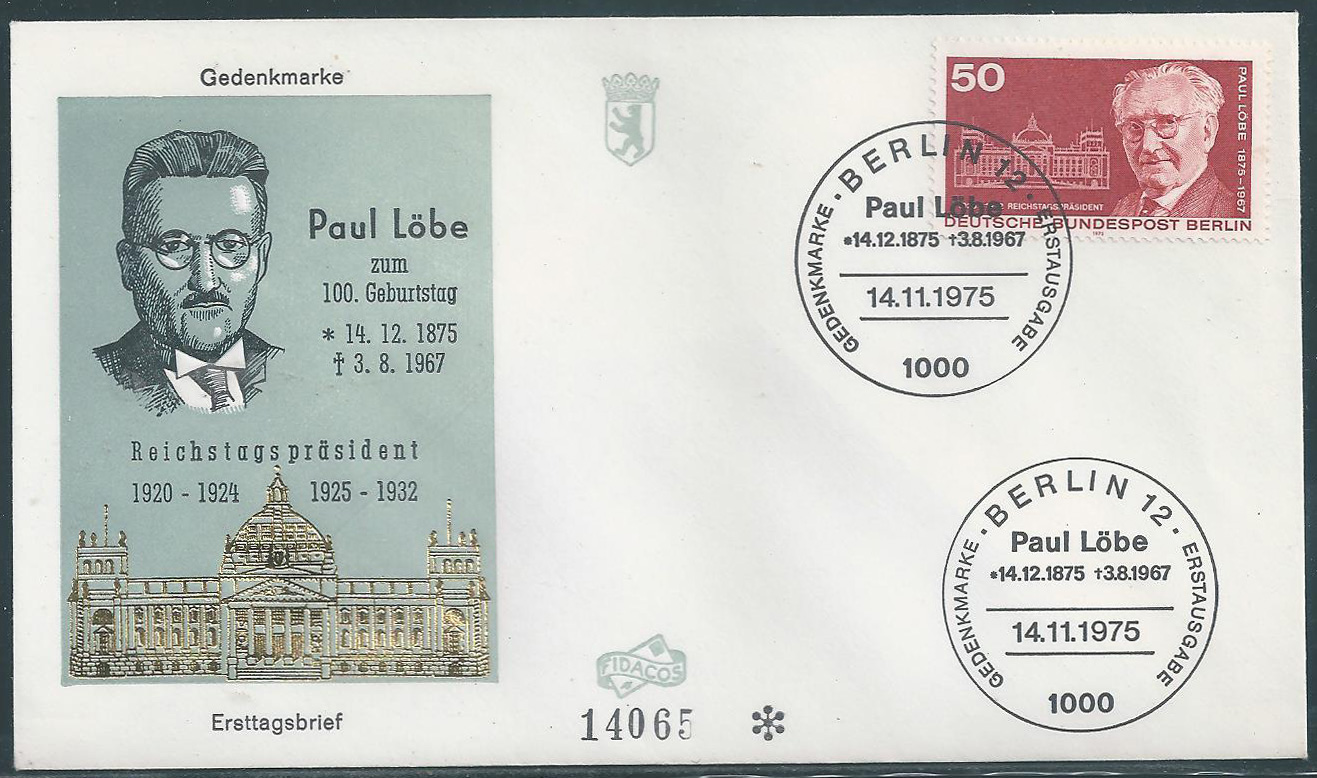 Gedenkmarke
Paul Löbe
zum
100. Geburtstag
* 14. 12. 1875
† 3. 8. 1967
Reichstagspräsident
1920 - 1924 1925 - 1932
Ersttagsbrief
FIDACOS
14065
50
PAUL LÖBE 1875-1967
REICHSTAGSPRÄSIDENT
DEUTSCHE BUNDESPOST BERLIN
1975
· BERLIN 12 ·
GEDENKMARKE
ERSTAUSGABE
Paul Löbe
*14.12.1875 †3.8.1967
14.11.1975
1000
· BERLIN 12 ·
GEDENKMARKE
ERSTAUSGABE
Paul Löbe
*14.12.1875 †3.8.1967
14.11.1975
1000